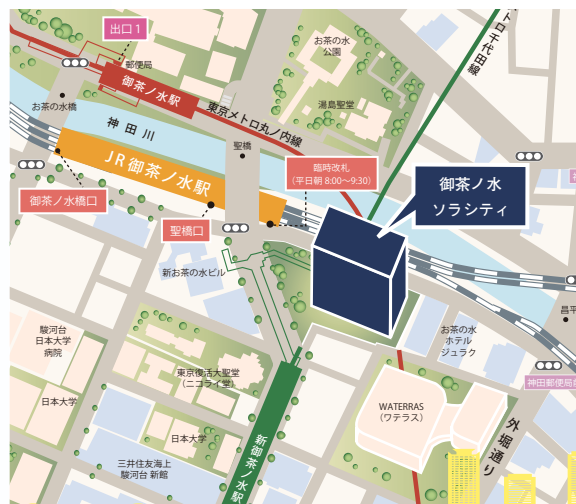 出口1
郵便局
お茶の水
公園
東京メトロ千代田線
御茶ノ水駅
お茶の水橋
湯島聖堂
東京メトロ丸ノ内線
神田川
聖橋
JR御茶ノ水駅
臨時改札
(平日朝 8:00〜9:30)
御茶ノ水
ソラシティ
御茶ノ水橋口
聖橋口
新お茶の水ビル
昌平
お茶の水
ホテル
ジュラク
駿河台
日本大学
病院
東京復活大聖堂
(ニコライ堂)
神田郵便局
日本大学
WATERRAS
(ワテラス)
外堀通り
日本大学
新御茶ノ水駅
三井住友海上
駿河台 新館